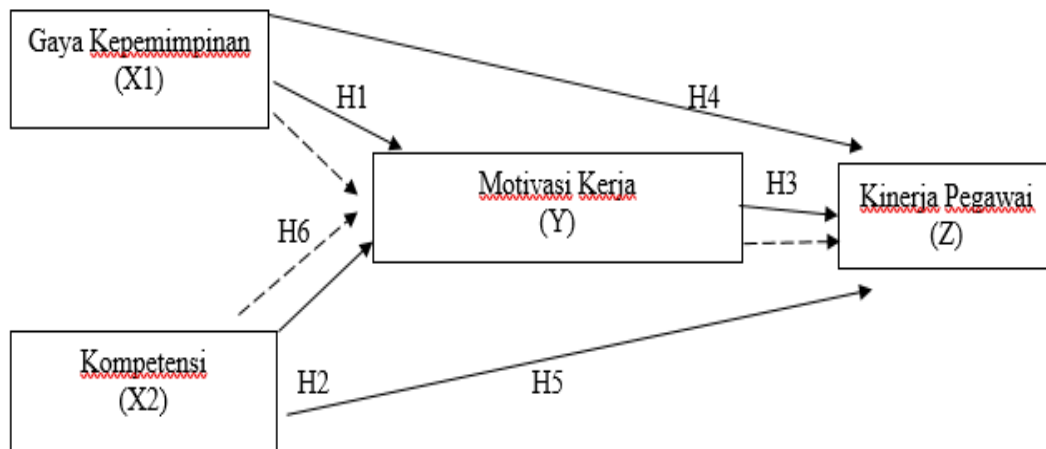 Gaya Kepemimpinan
(X1)
H1
H4
Motivasi Kerja
(Y)
H3
Kinerja Pegawai
(Z)
H6
Kompetensi
(X2)
H2
H5